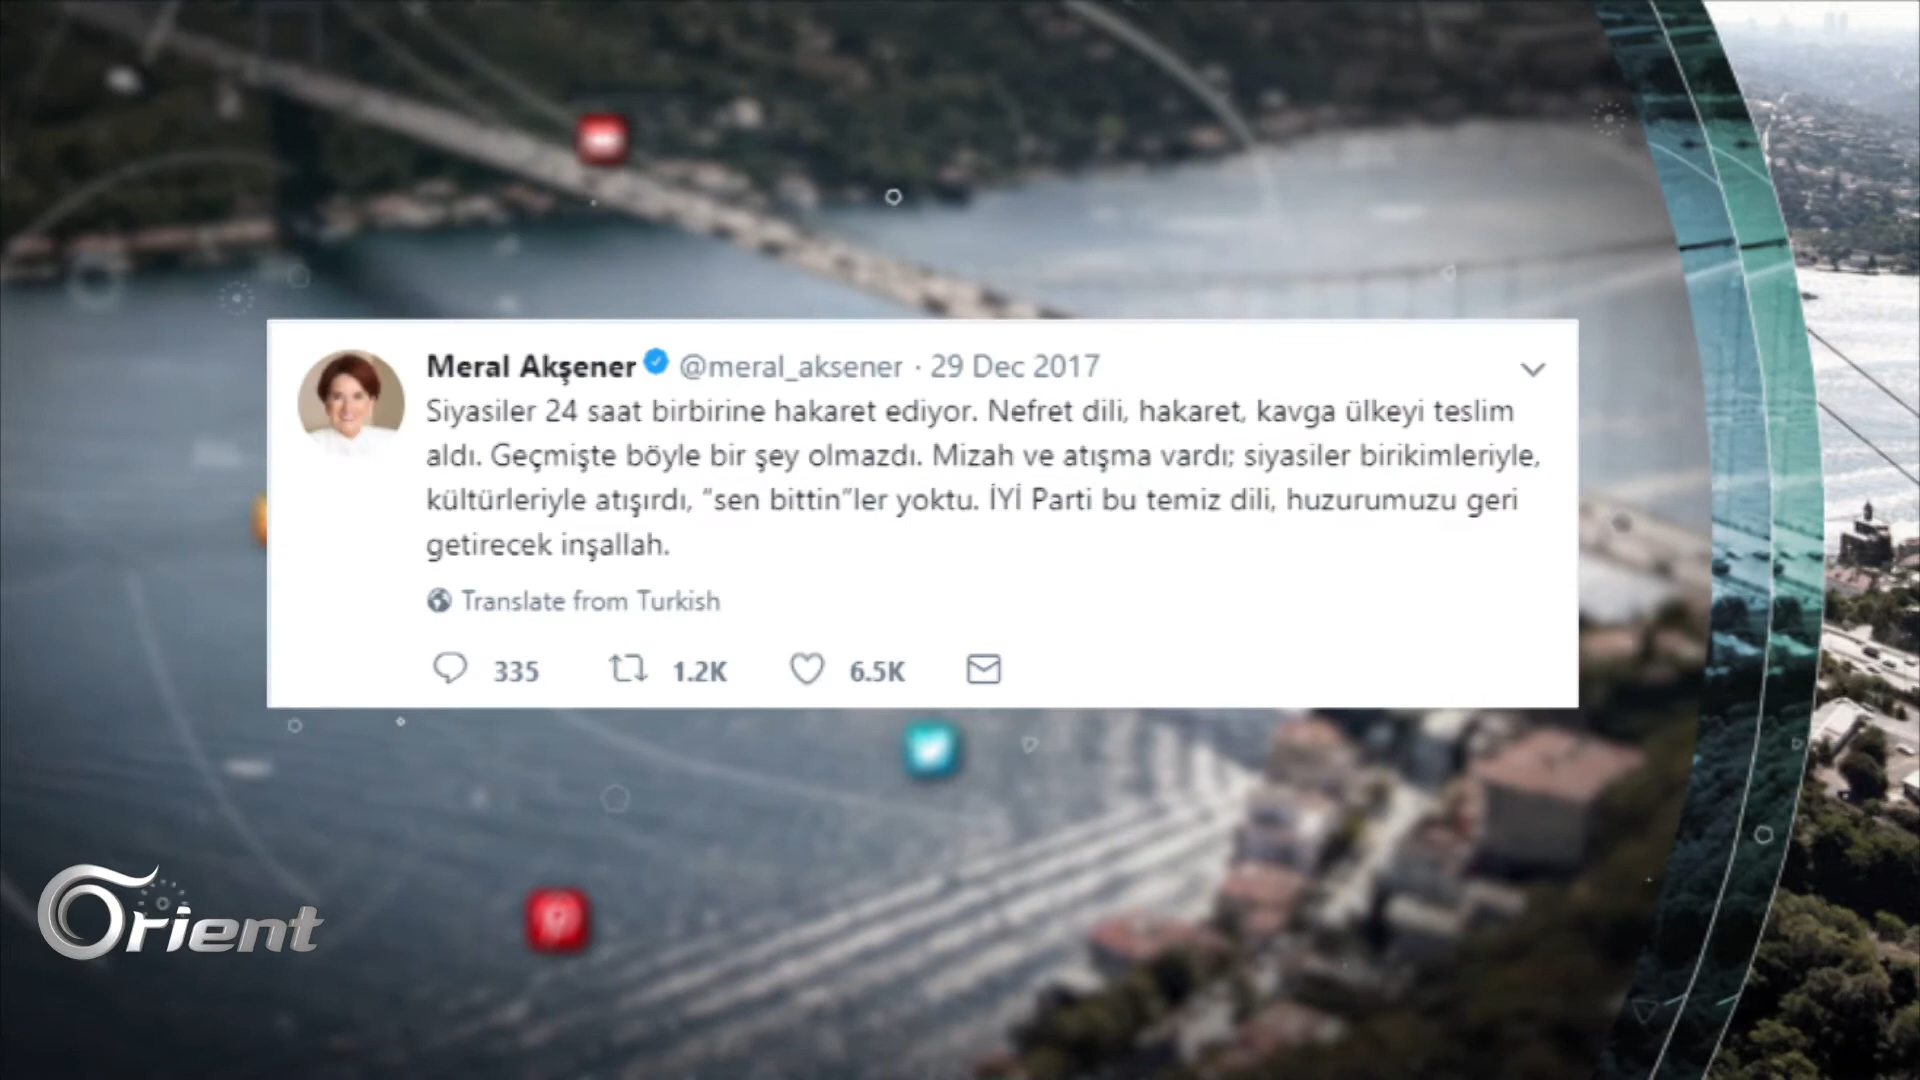 Meral Akşener @meral_aksener · 29 Dec 2017
Siyasiler 24 saat birbirine hakaret ediyor. Nefret dili, hakaret, kavga ülkeyi teslim
aldı. Geçmişte böyle bir şey olmazdı. Mizah ve atışma vardı; siyasiler birikimleriyle,
kültürleriyle atışırdı, “sen bittin”ler yoktu. İYİ Parti bu temiz dili, huzurumuzu geri
getirecek inşallah.
Translate from Turkish
335 1.2K 6.5K
Orient